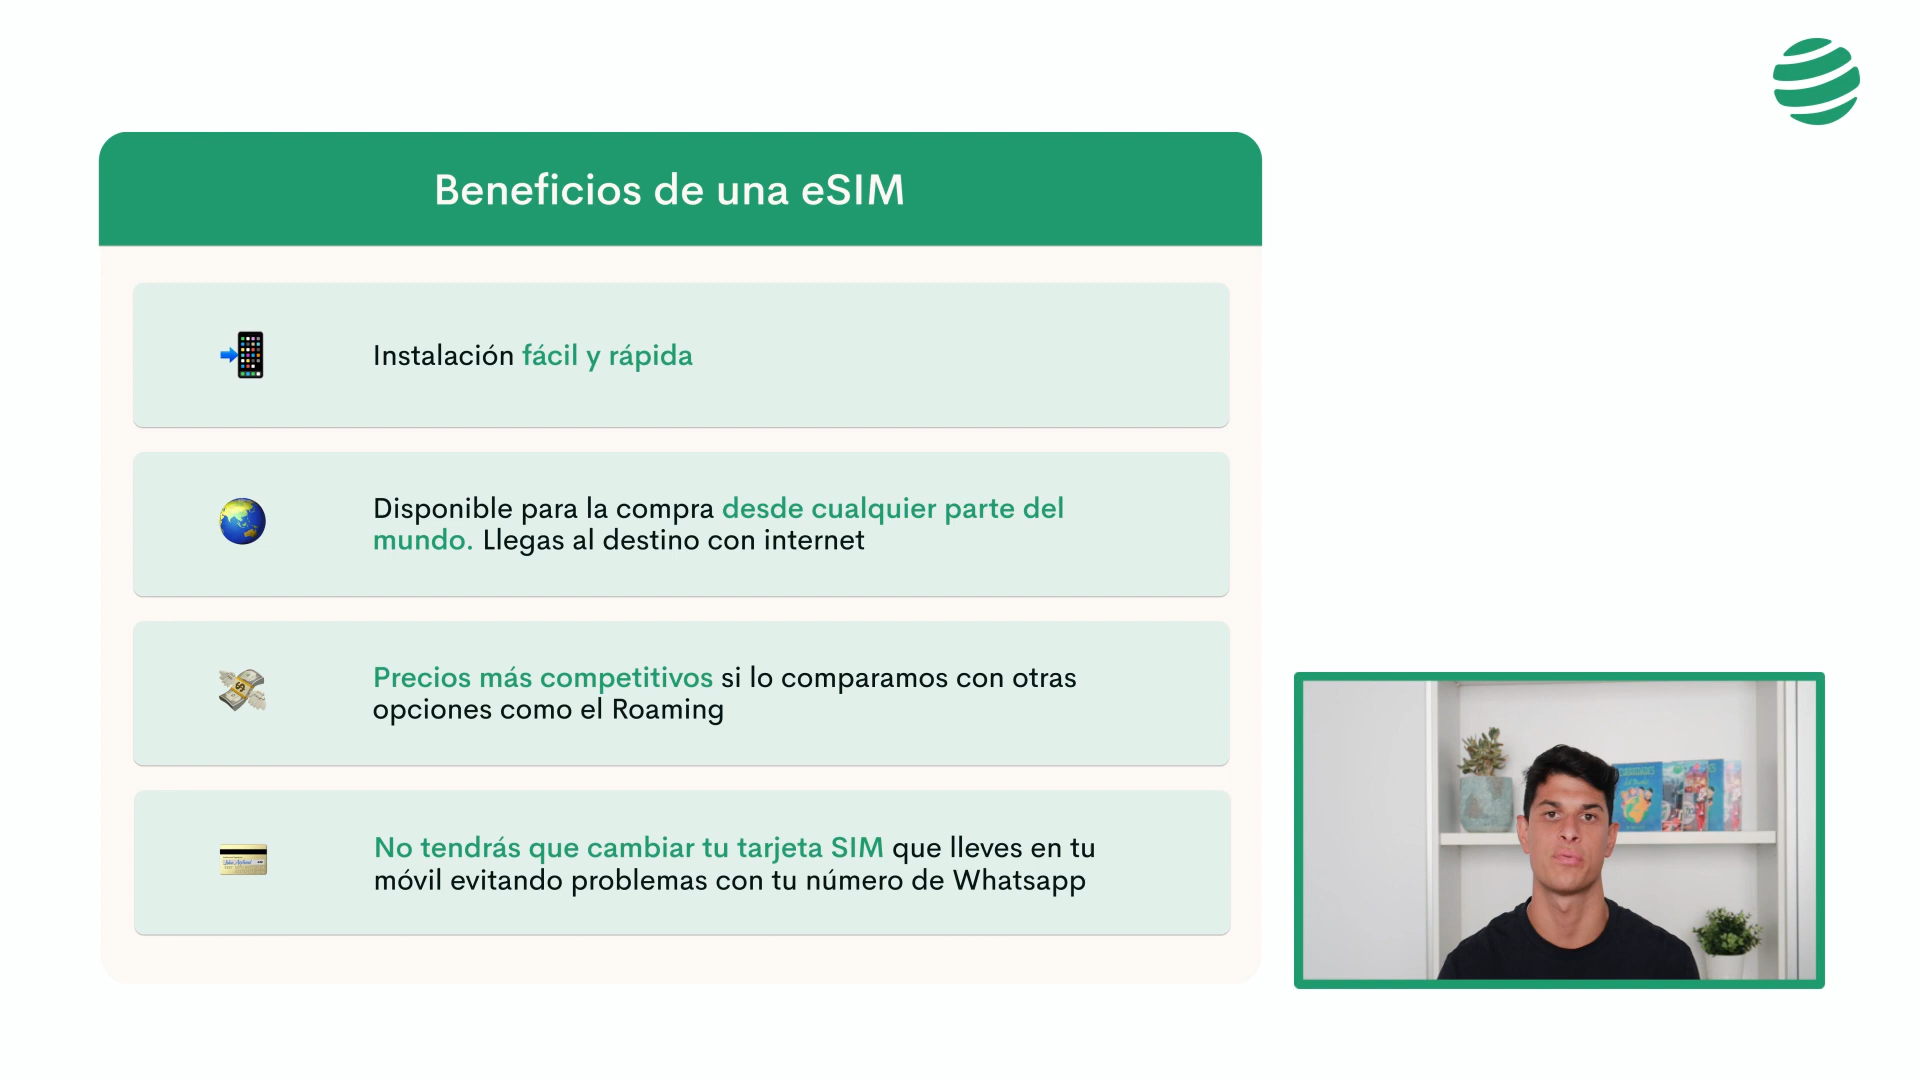 Beneficios de una eSIM
Instalación fácil y rápida
Disponible para la compra desde cualquier parte del
mundo. Llegas al destino con internet
Precios más competitivos si lo comparamos con otras
opciones como el Roaming
No tendrás que cambiar tu tarjeta SIM que lleves en tu
móvil evitando problemas con tu número de Whatsapp